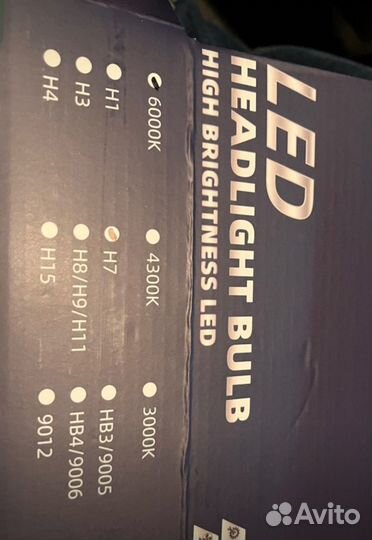 LED
HEADLIGHT BULB
HIGH BRIGHTNESS LED
6000K 4300K 3000K
H1 H7 HB3/9005
H3 H8/H9/H11 HB4/9006
H4 H15 9012
Avito